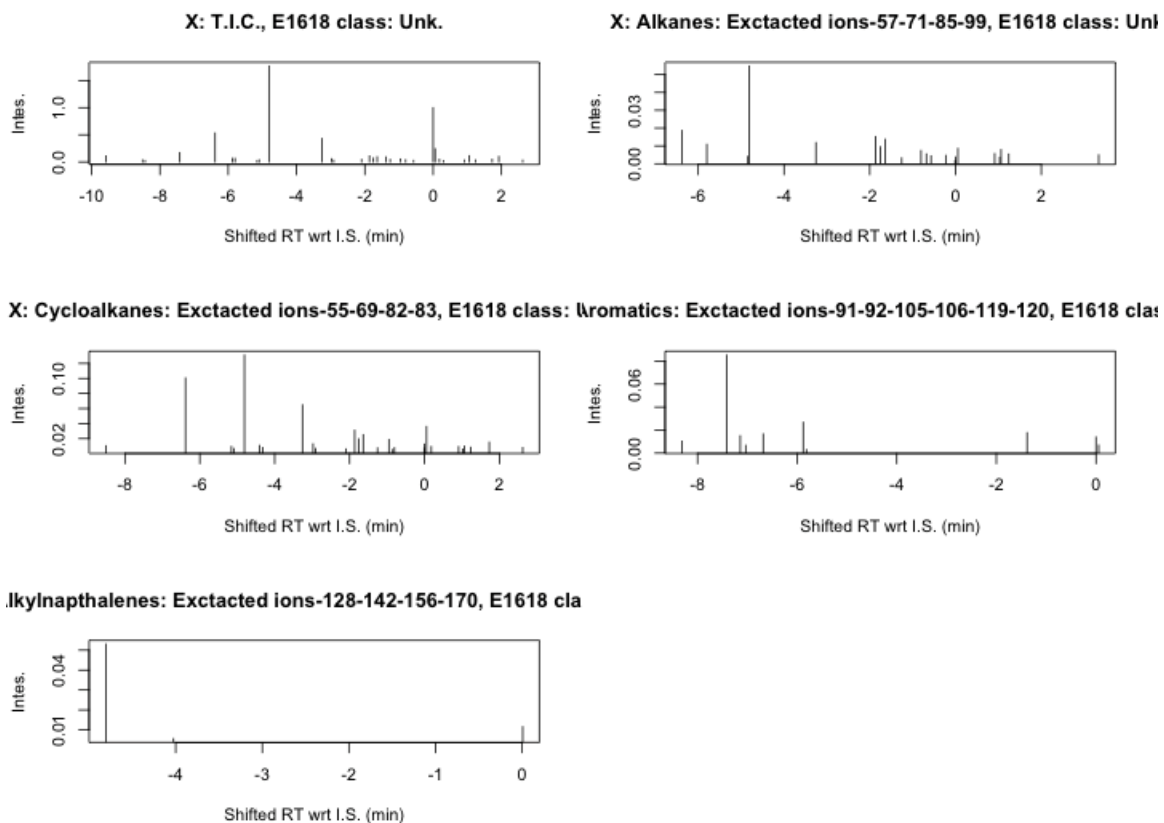 X: T.I.C., E1618 class: Unk.
Intes.
0.0 1.0
-10 -8 -6 -4 -2 0 2
Shifted RT wrt I.S. (min)
X: Alkanes: Exctacted ions-57-71-85-99, E1618 class: Unk
Intes.
0.00 0.03
-6 -4 -2 0 2
Shifted RT wrt I.S. (min)
X: Cycloalkanes: Exctacted ions-55-69-82-83, E1618 class: U
Intes.
0.02 0.10
-8 -6 -4 -2 0 2
Shifted RT wrt I.S. (min)
Aromatics: Exctacted ions-91-92-105-106-119-120, E1618 clas
Intes.
0.00 0.06
-8 -6 -4 -2 0
Shifted RT wrt I.S. (min)
lkylnapthalenes: Exctacted ions-128-142-156-170, E1618 cla
Intes.
0.01 0.04
-4 -3 -2 -1 0
Shifted RT wrt I.S. (min)